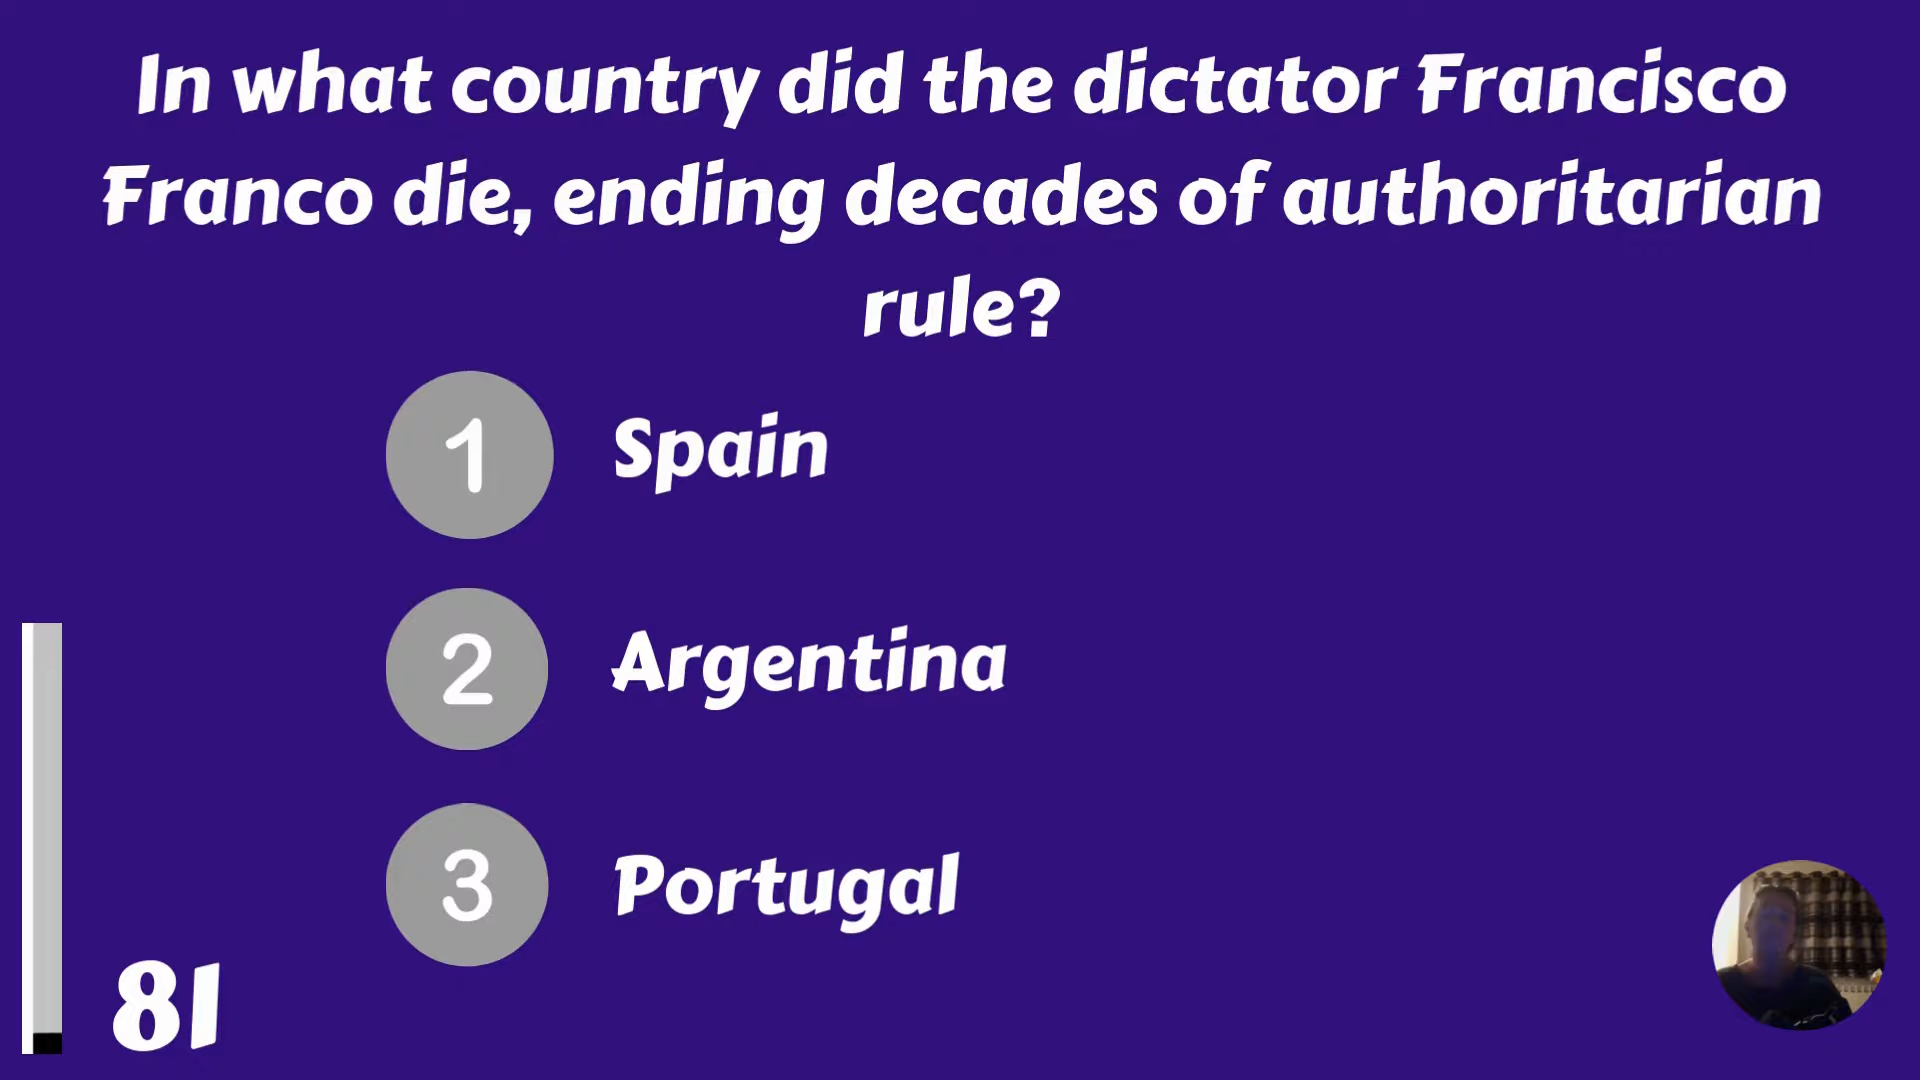 In what country did the dictator Francisco
Franco die, ending decades of authoritarian
rule?
1 Spain
2 Argentina
3 Portugal
81